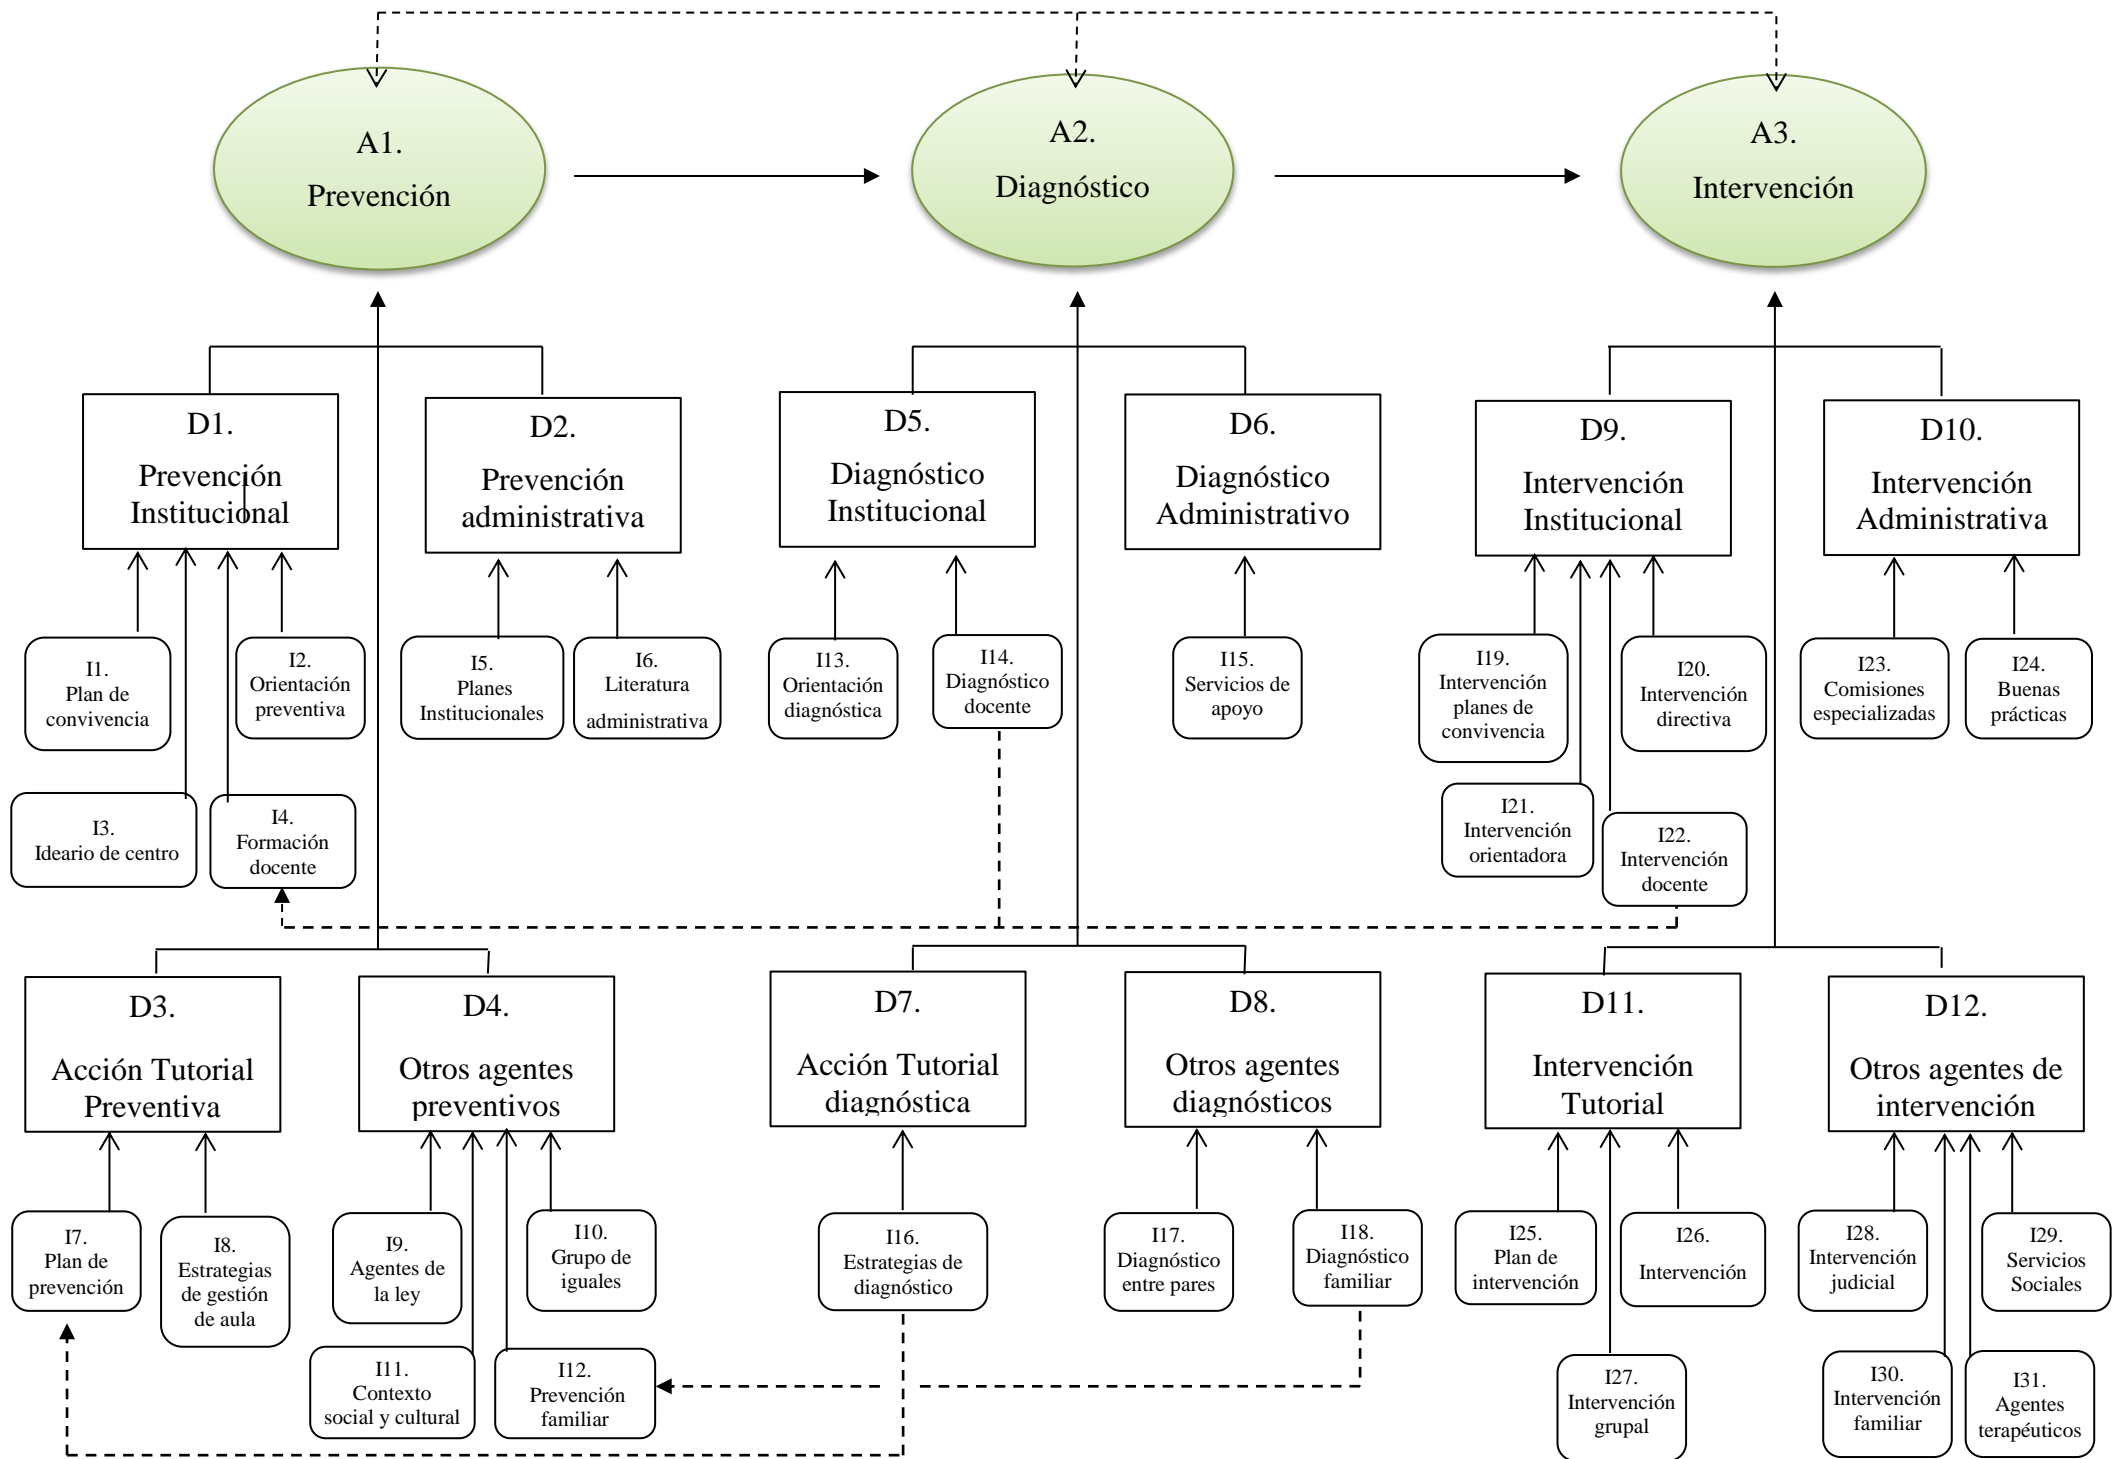 A1.
Prevención
A2.
Diagnóstico
A3.
Intervención
D1.
Prevención
Institucional
D2.
Prevención
administrativa
D5.
Diagnóstico
Institucional
D6.
Diagnóstico
Administrativo
D9.
Intervención
Institucional
D10.
Intervención
Administrativa
I1.
Plan de
convivencia
I2.
Orientación
preventiva
I5.
Planes
Institucionales
I6.
Literatura
administrativa
I13.
Orientación
diagnóstica
I14.
Diagnóstico
docente
I15.
Servicios de
apoyo
I19.
Intervención
planes de
convivencia
I20.
Intervención
directiva
I23.
Comisiones
especializadas
I24.
Buenas
prácticas
I3.
Ideario de centro
I4.
Formación
docente
I21.
Intervención
orientadora
I22.
Intervención
docente
D3.
Acción Tutorial
Preventiva
D4.
Otros agentes
preventivos
D7.
Acción Tutorial
diagnóstica
D8.
Otros agentes
diagnósticos
D11.
Intervención
Tutorial
D12.
Otros agentes de
intervención
I7.
Plan de
prevención
I8.
Estrategias
de gestión
de aula
I9.
Agentes de
la ley
I10.
Grupo de
iguales
I16.
Estrategias de
diagnóstico
I17.
Diagnóstico
entre pares
I18.
Diagnóstico
familiar
I25.
Plan de
intervención
I26.
Intervención
I28.
Intervención
judicial
I29.
Servicios
Sociales
I11.
Contexto
social y cultural
I12.
Prevención
familiar
I27.
Intervención
grupal
I30.
Intervención
familiar
I31.
Agentes
terapéuticos